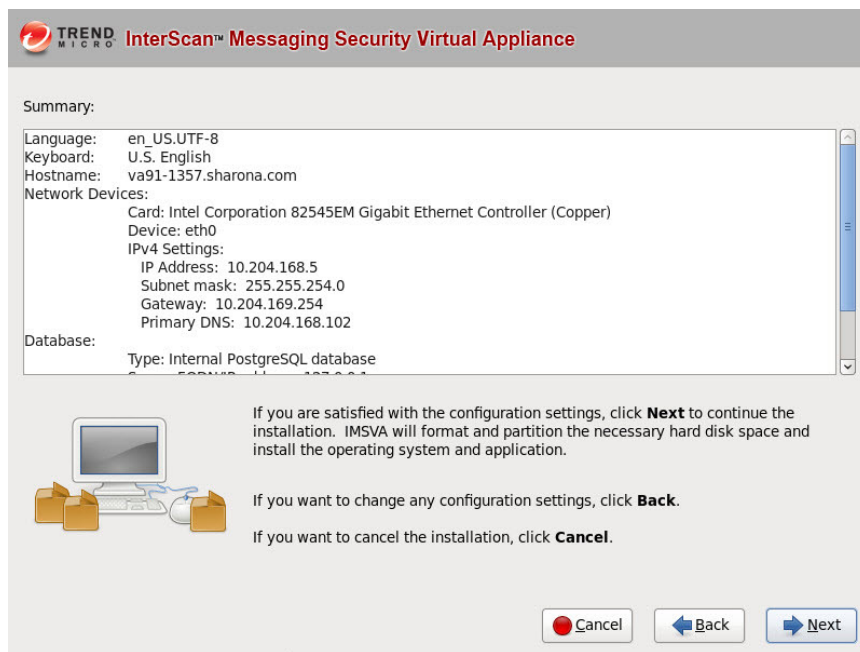 TREND MICRO InterScan™ Messaging Security Virtual Appliance
Summary:
Language: en_US.UTF-8
Keyboard: U.S. English
Hostname: va91-1357.sharona.com
Network Devices:
Card: Intel Corporation 82545EM Gigabit Ethernet Controller (Copper)
Device: eth0
IPv4 Settings:
IP Address: 10.204.168.5
Subnet mask: 255.255.254.0
Gateway: 10.204.169.254
Primary DNS: 10.204.168.102
Database:
Type: Internal PostgreSQL database
If you are satisfied with the configuration settings, click Next to continue the
installation. IMSVA will format and partition the necessary hard disk space and
install the operating system and application.
If you want to change any configuration settings, click Back.
If you want to cancel the installation, click Cancel.
Cancel Back Next